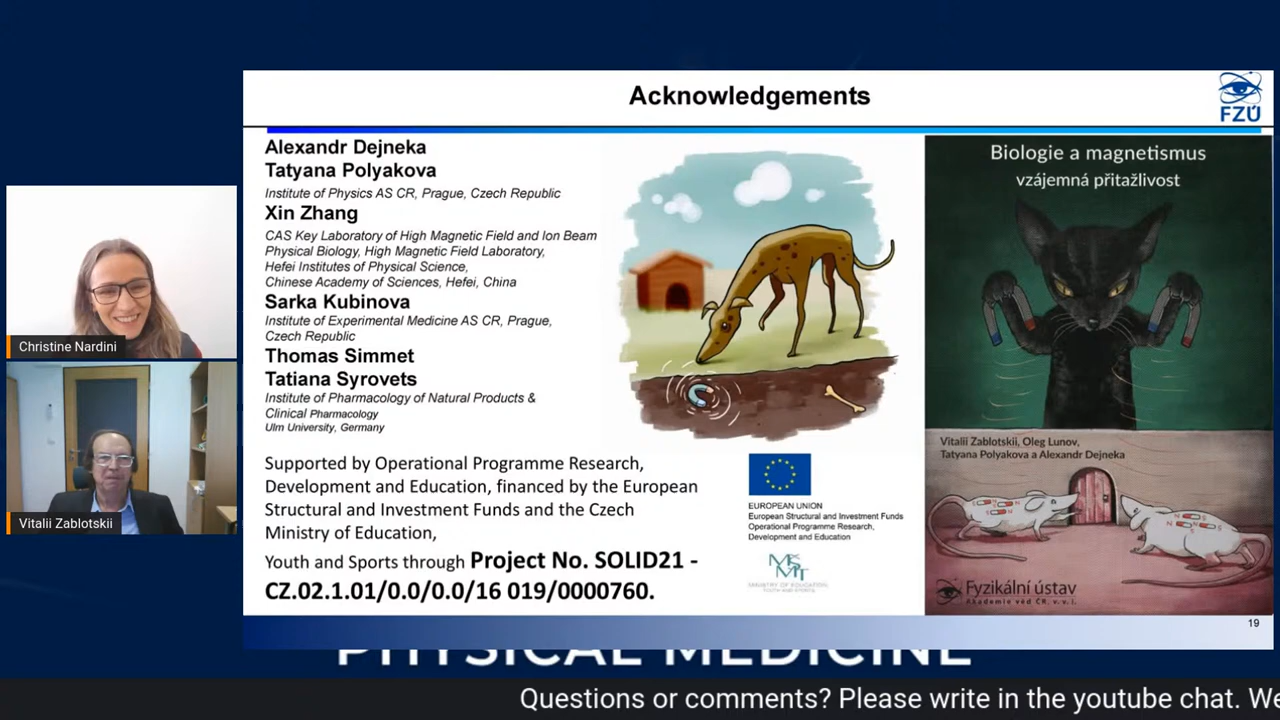 Acknowledgements
FZÚ
Alexandr Dejneka
Tatyana Polyakova
Institute of Physics AS CR, Prague, Czech Republic
Xin Zhang
CAS Key Laboratory of High Magnetic Field and Ion Beam
Physical Biology, High Magnetic Field Laboratory,
Hefei Institutes of Physical Science,
Chinese Academy of Sciences, Hefei, China
Sarka Kubinova
Institute of Experimental Medicine AS CR, Prague,
Czech Republic
Thomas Simmet
Tatiana Syrovets
Institute of Pharmacology of Natural Products &
Clinical Pharmacology
Ulm University, Germany
Supported by Operational Programme Research,
Development and Education, financed by the European
Structural and Investment Funds and the Czech
Ministry of Education,
Youth and Sports through Project No. SOLID21 -
CZ.02.1.01/0.0/0.0/16 019/0000760.
EUROPEAN UNION
European Structural and Investment Funds
Operational Programme Research,
Development and Education
MŠMT
MINISTRY OF EDUCATION,
YOUTH AND SPORTS
Biologie a magnetismus
vzájemná přitažlivost
Vitalii Zablotskii, Oleg Lunov,
Tatyana Polyakova a Alexandr Dejneka
Fyzikální ústav
Akademie věd ČR, v. v. i.
19
Christine Nardini
Vitalii Zablotskii
PHYSICAL MEDICINE
Questions or comments? Please write in the youtube chat. We